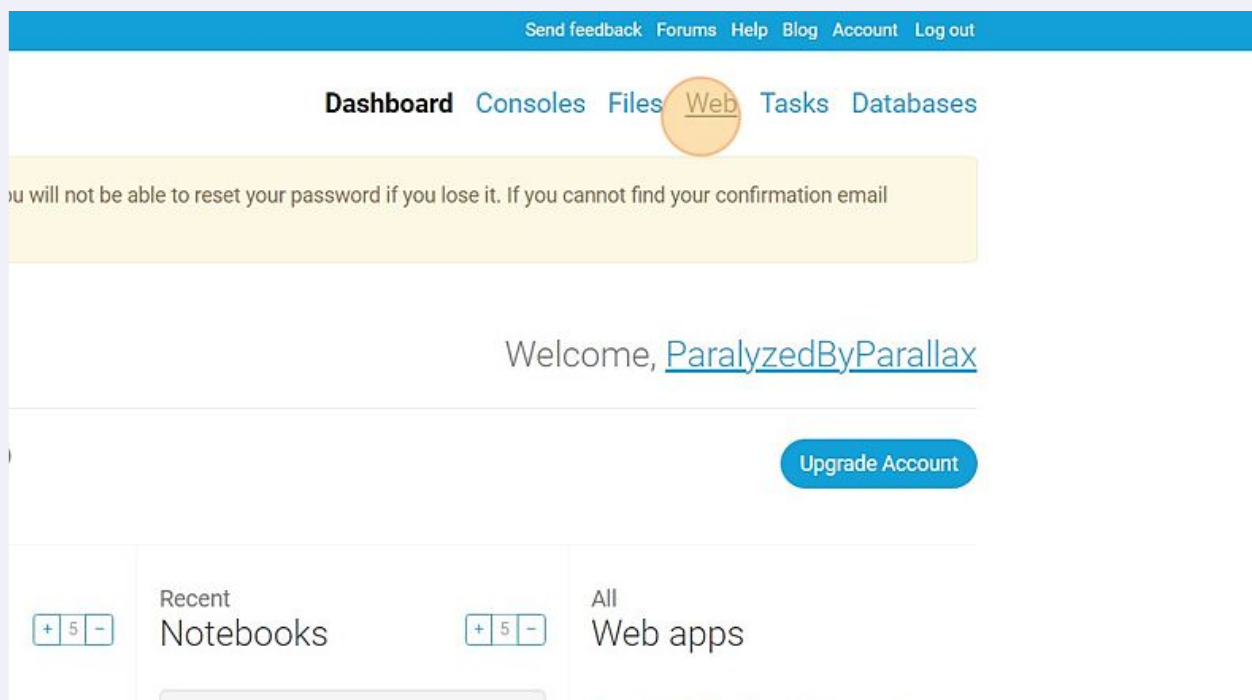 Send feedback Forums Help Blog Account Log out
Dashboard Consoles Files Web Tasks Databases
will not be able to reset your password if you lose it. If you cannot find your confirmation email
Welcome, ParalyzedByParallax
Upgrade Account
Recent
+ 5 -
Notebooks
+ 5 -
All
Web apps